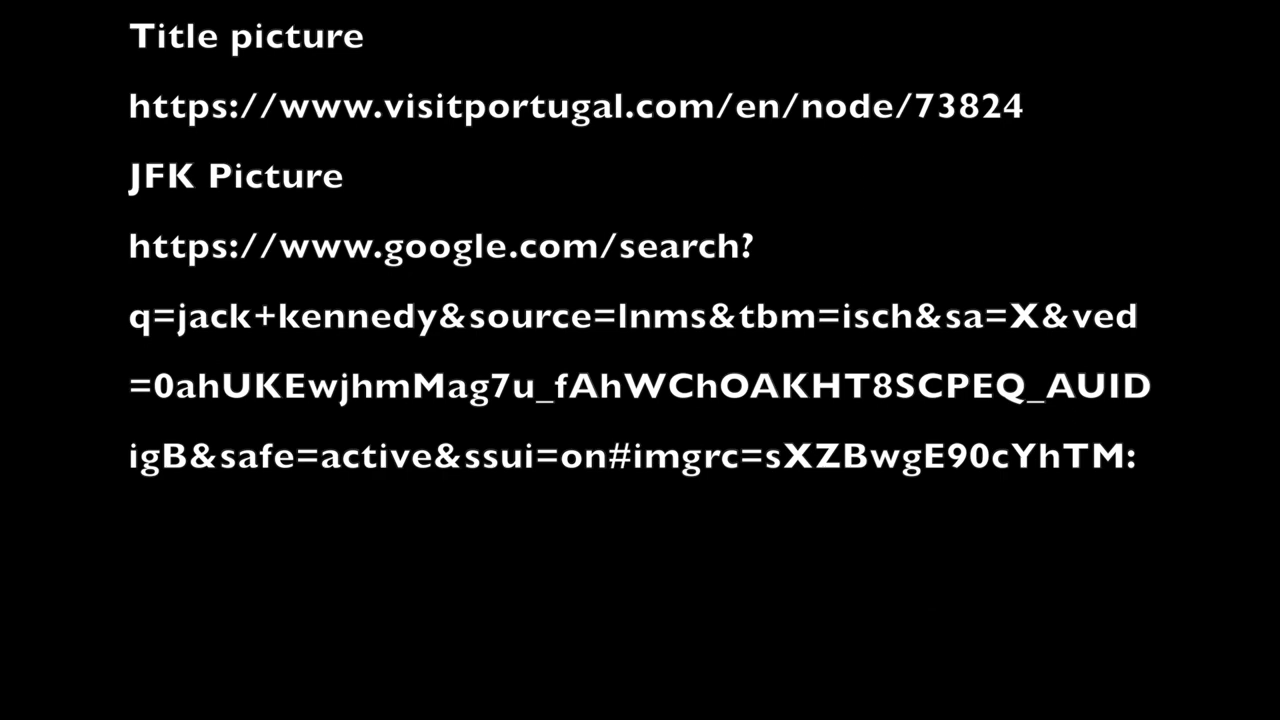 Title picture
https://www.visitportugal.com/en/node/73824
JFK Picture
https://www.google.com/search?
q=jack+kennedy&source=lnms&tbm=isch&sa=X&ved
=0ahUKEwjhmMag7u_fAhWChOAKHT8SCPEQ_AUID
igB&safe=active&ssui=on#imgrc=sXZBwgE90cYhTM: